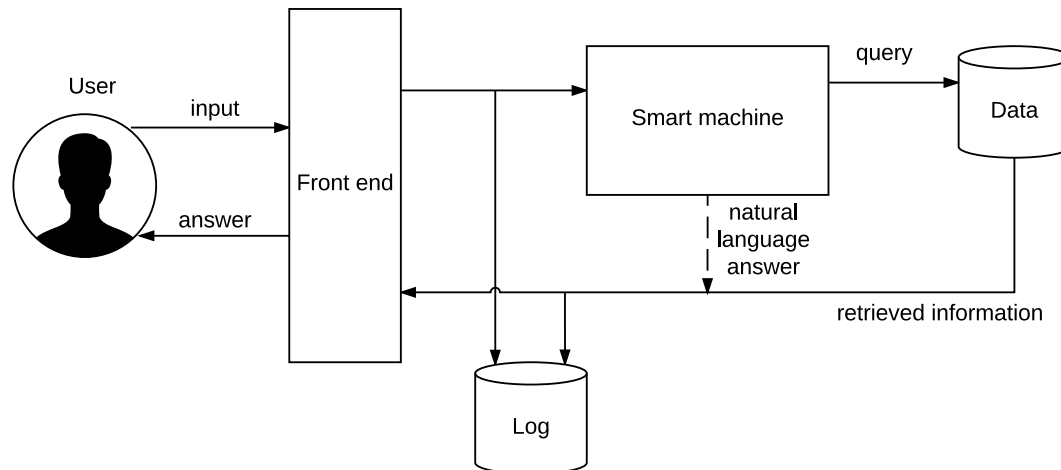 User
input
answer
Front end
Smart machine
query
Data
natural
language
answer
retrieved information
Log